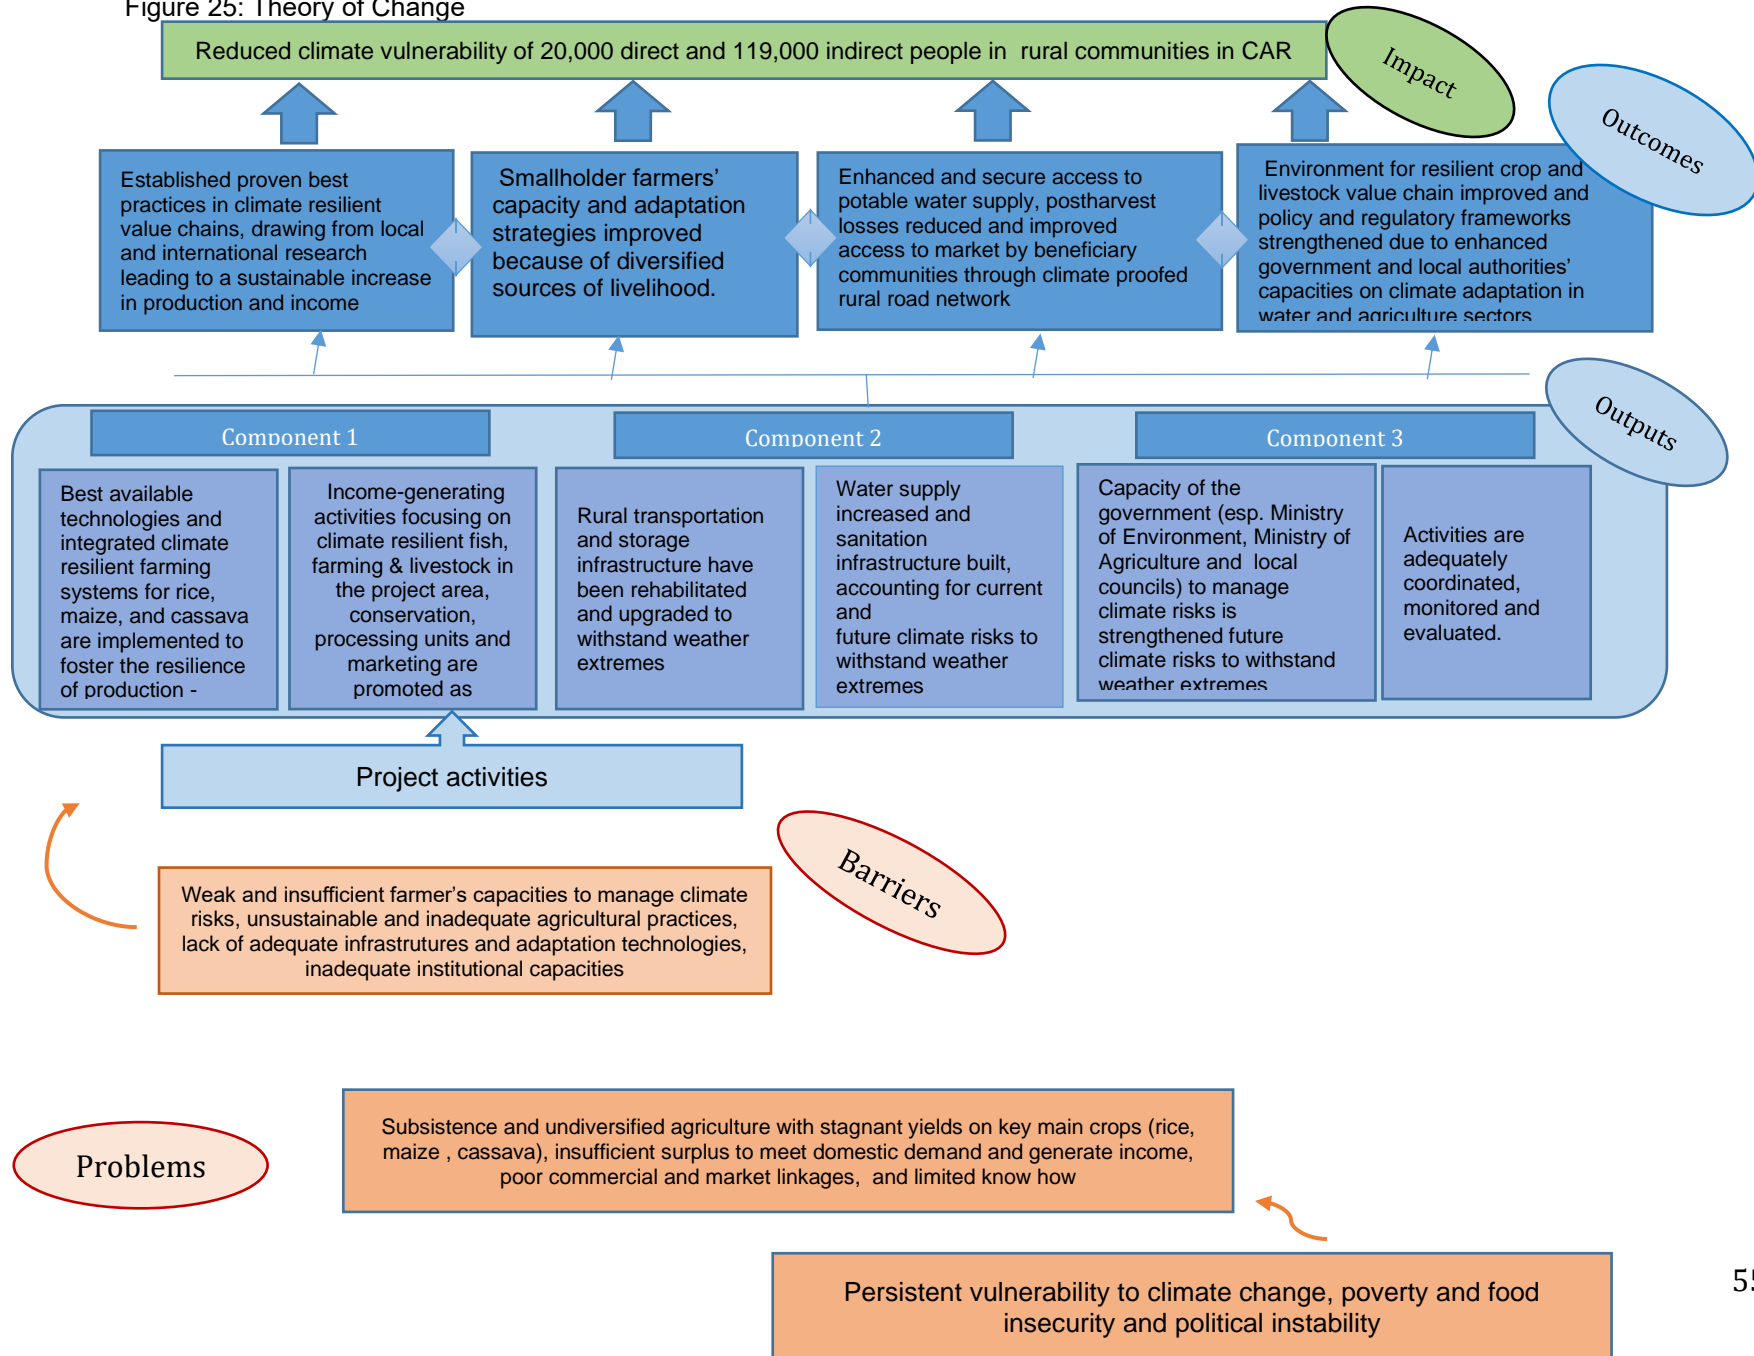 Figure 25: Theory of Change
Reduced climate vulnerability of 20,000 direct and 119,000 indirect people in rural communities in CAR
Impact
Outcomes
Established proven best
practices in climate resilient
value chains, drawing from local
and international research
leading to a sustainable increase
in production and income
Smallholder farmers’
capacity and adaptation
strategies improved
because of diversified
sources of livelihood.
Enhanced and secure access to
potable water supply, postharvest
losses reduced and improved
access to market by beneficiary
communities through climate proofed
rural road network
Environment for resilient crop and
livestock value chain improved and
policy and regulatory frameworks
strengthened due to enhanced
government and local authorities’
capacities on climate adaptation in
water and agriculture sectors
Outputs
Component 1
Component 2
Component 3
Best available
technologies and
integrated climate
resilient farming
systems for rice,
maize, and cassava
are implemented to
foster the resilience
of production -
Income-generating
activities focusing on
climate resilient fish,
farming & livestock in
the project area,
conservation,
processing units and
marketing are
promoted as
Rural transportation
and storage
infrastructure have
been rehabilitated
and upgraded to
withstand weather
extremes
Water supply
increased and
sanitation
infrastructure built,
accounting for current
and
future climate risks to
withstand weather
extremes
Capacity of the
government (esp. Ministry
of Environment, Ministry of
Agriculture and local
councils) to manage
climate risks is
strengthened future
climate risks to withstand
weather extremes
Activities are
adequately
coordinated,
monitored and
evaluated.
Project activities
Barriers
Weak and insufficient farmer’s capacities to manage climate
risks, unsustainable and inadequate agricultural practices,
lack of adequate infrastrutures and adaptation technologies,
inadequate institutional capacities
Problems
Subsistence and undiversified agriculture with stagnant yields on key main crops (rice,
maize , cassava), insufficient surplus to meet domestic demand and generate income,
poor commercial and market linkages, and limited know how
Persistent vulnerability to climate change, poverty and food
insecurity and political instability
55